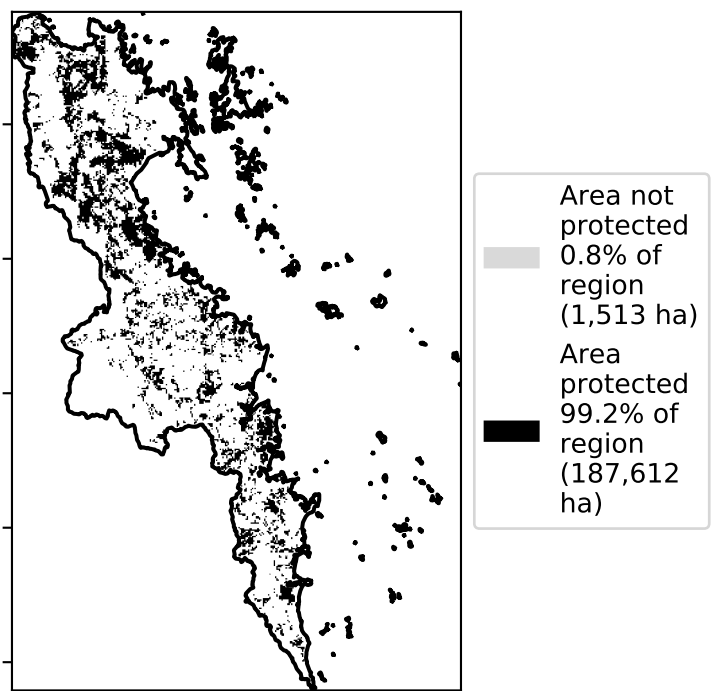 Area not
protected
0.8% of
region
(1,513 ha)
Area
protected
99.2% of
region
(187,612
ha)